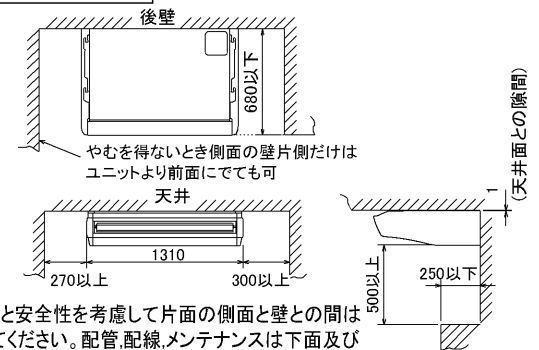 後壁
680以下
やむを得ないとき側面の壁片側だけは
ユニットより前面にでても可
天井
1310
270以上
300以上
1
(天井面との隙間)
500以上
250以下
と安全性を考慮して片面の側面と壁との間は
てください。配管,配線,メンテナンスは下面及び